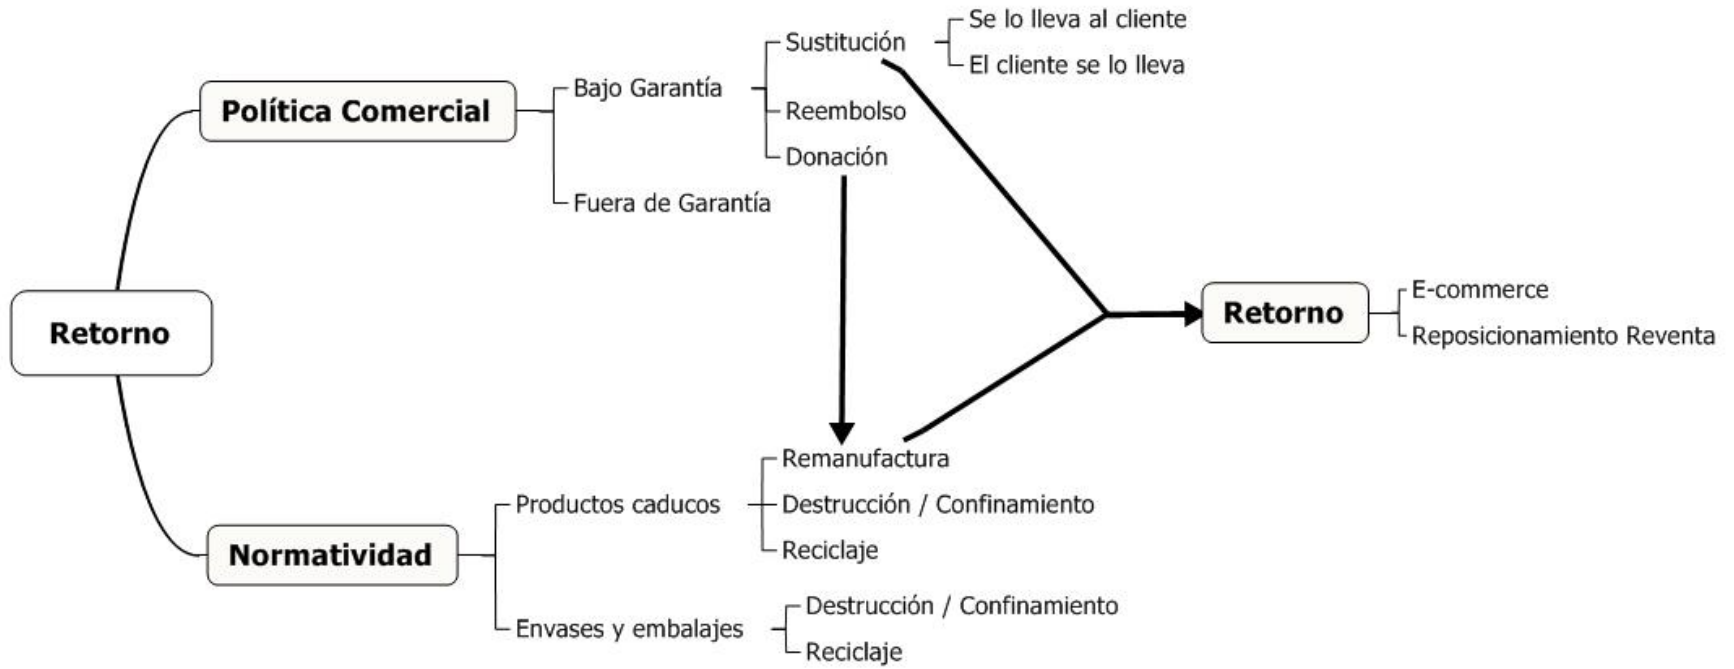 Retorno
Política Comercial
Bajo Garantía
Sustitución
Se lo lleva al cliente
El cliente se lo lleva
Reembolso
Donación
Fuera de Garantía
Normatividad
Productos caducos
Remanufactura
Destrucción / Confinamiento
Reciclaje
Envases y embalajes
Destrucción / Confinamiento
Reciclaje
Retorno
E-commerce
Reposicionamiento Reventa